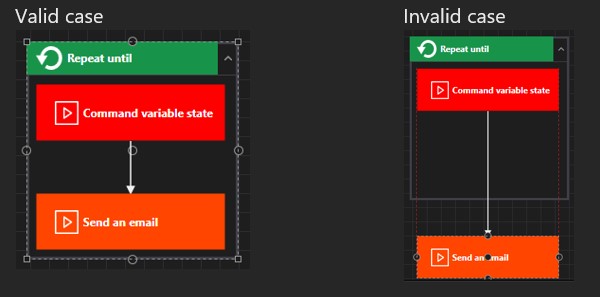 Valid case
Repeat until
Command variable state
Send an email
Invalid case
Repeat until
Command variable state
Send an email